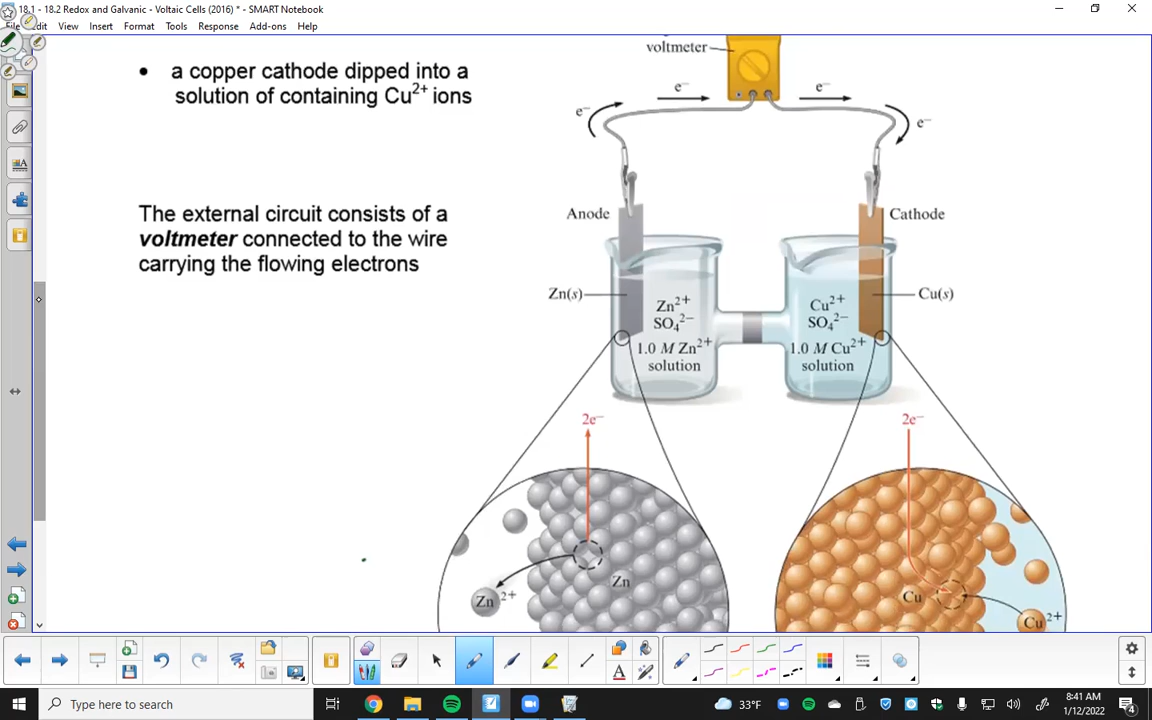 18.1 - 18.2 Redox and Galvanic - Voltaic Cells (2016) * - SMART Notebook
File Edit View Insert Format Tools Response Add-ons Help
• a copper cathode dipped into a
solution of containing Cu²⁺ ions
The external circuit consists of a
voltmeter connected to the wire
carrying the flowing electrons
voltmeter
e⁻
e⁻
e⁻
e⁻
Anode
Cathode
Zn(s)
Cu(s)
Zn²⁺
SO₄²⁻
1.0 M Zn²⁺
solution
Cu²⁺
SO₄²⁻
1.0 M Cu²⁺
solution
2e⁻
2e⁻
Zn
Zn²⁺
Cu
Cu²⁺
Type here to search
33°F
8:41 AM
1/12/2022
4